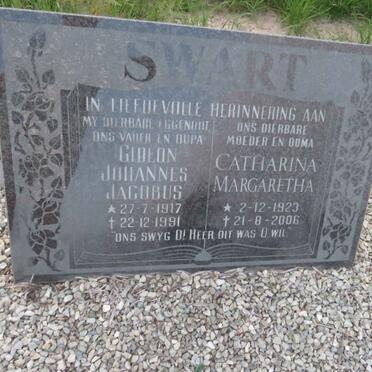 SWART
IN LIEFDEVOLLE HERINNERING AAN
MY DIERBARE EGGENOOT
ONS VADER EN OUPA
GIDEON
JOHANNES
JACOBUS
★ 27-7-1917
✝ 22-12-1991
ONS DIERBARE
MOEDER EN OUMA
CATHARINA
MARGARETHA
★ 2-12-1923
✝ 21-8-2006
"ONS SWYG O! HEER, DIT WAS U WIL"